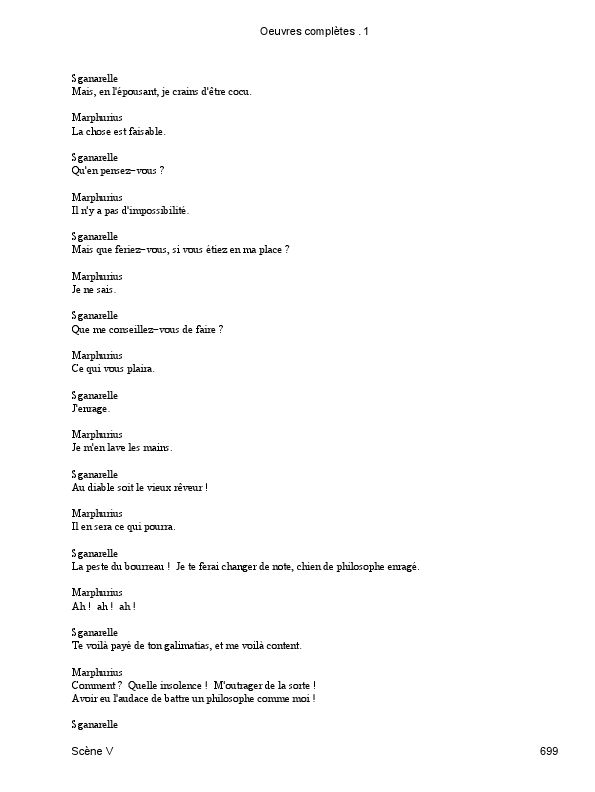 Oeuvres complètes . 1
Sganarelle
Mais, en l'épousant, je crains d'être cocu.
Marphurius
La chose est faisable.
Sganarelle
Qu'en pensez−vous ?
Marphurius
Il n'y a pas d'impossibilité.
Sganarelle
Mais que feriez−vous, si vous étiez en ma place ?
Marphurius
Je ne sais.
Sganarelle
Que me conseillez−vous de faire ?
Marphurius
Ce qui vous plaira.
Sganarelle
J'enrage.
Marphurius
Je m'en lave les mains.
Sganarelle
Au diable soit le vieux rêveur !
Marphurius
Il en sera ce qui pourra.
Sganarelle
La peste du bourreau ! Je te ferai changer de note, chien de philosophe enragé.
Marphurius
Ah ! ah ! ah !
Sganarelle
Te voilà payé de ton galimatias, et me voilà content.
Marphurius
Comment ? Quelle insolence ! M'outrager de la sorte !
Avoir eu l'audace de battre un philosophe comme moi !
Sganarelle
Scène V 699